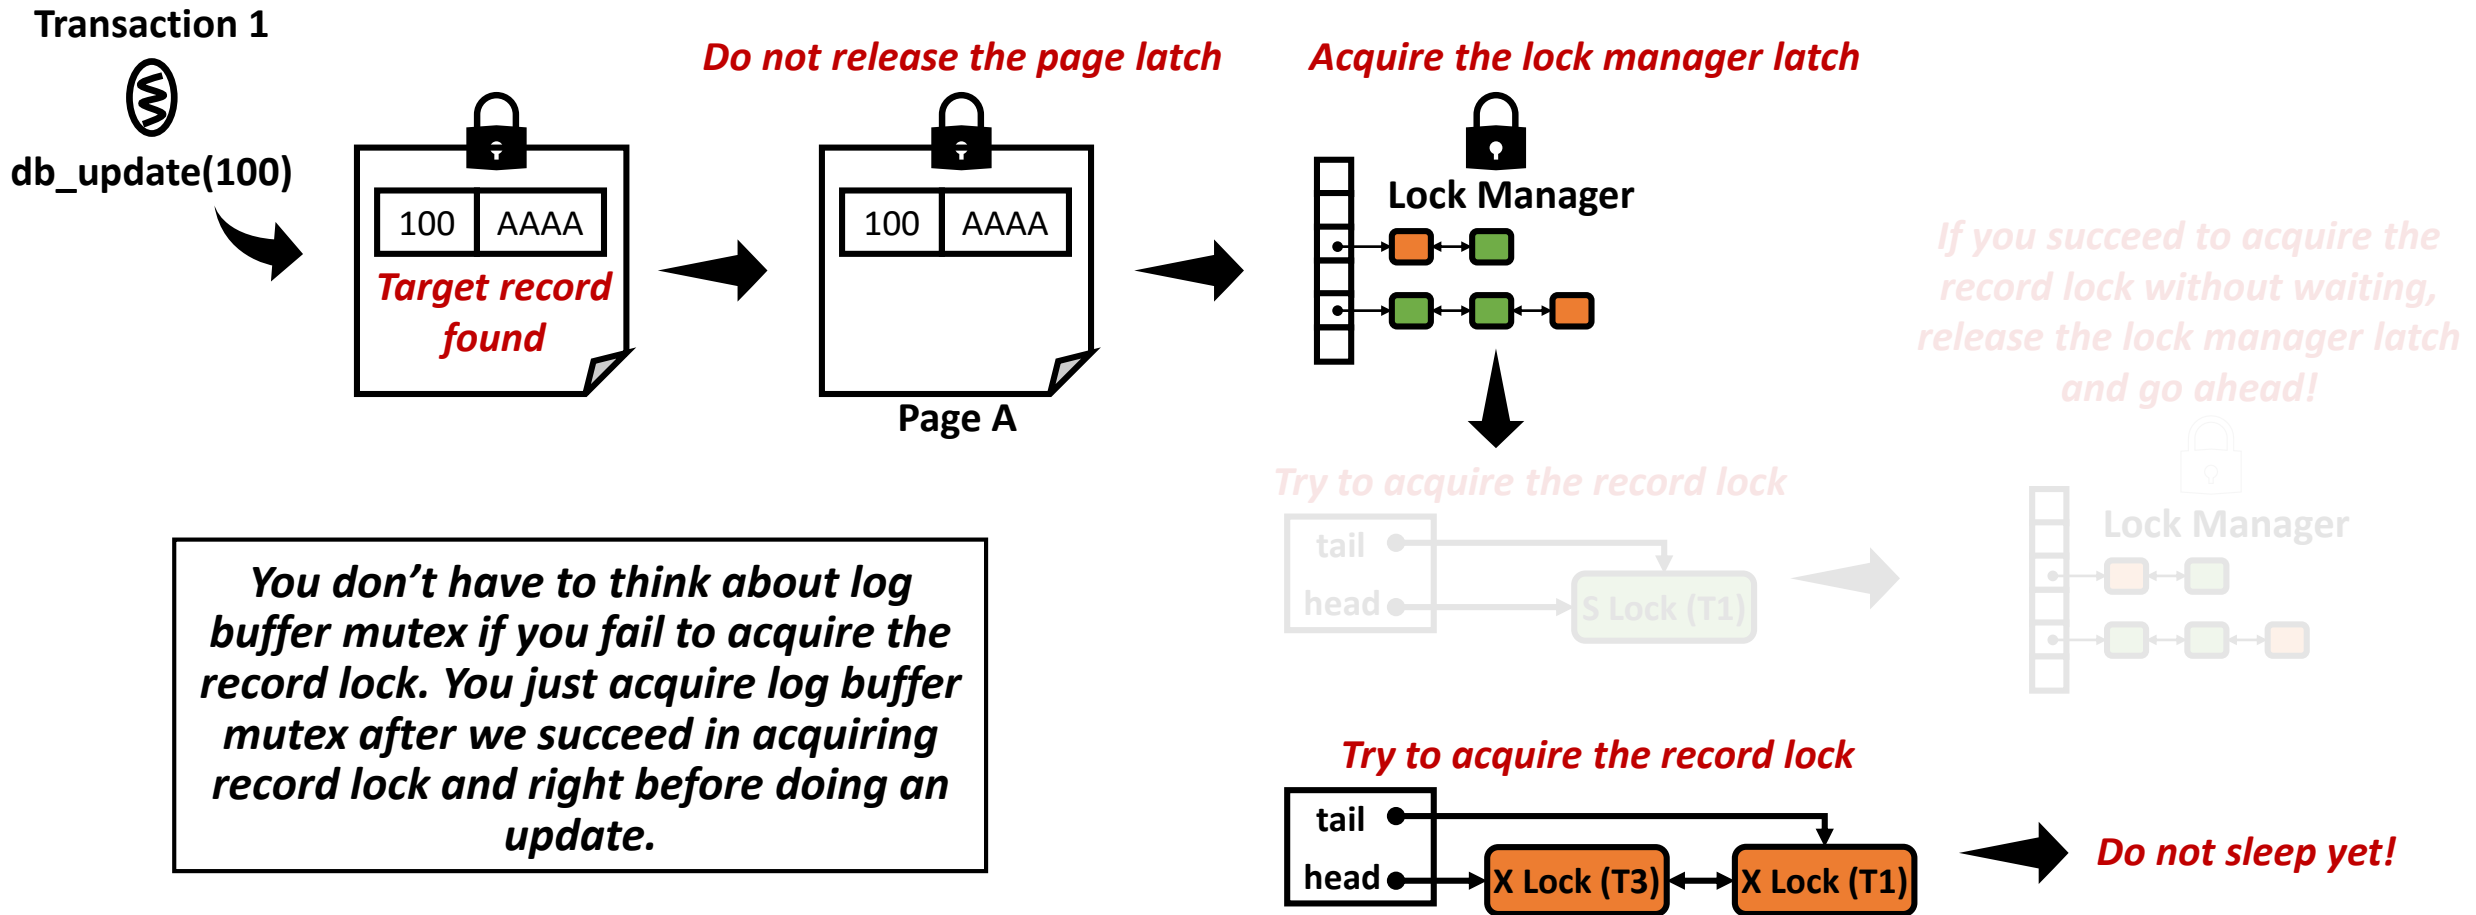 Transaction 1
db_update(100)
100 AAAA
Target record
found
Do not release the page latch
100 AAAA
Page A
Acquire the lock manager latch
Lock Manager
If you succeed to acquire the
record lock without waiting,
release the lock manager latch
and go ahead!
Try to acquire the record lock
tail
head
S Lock (T1)
Lock Manager
You don’t have to think about log
buffer mutex if you fail to acquire the
record lock. You just acquire log buffer
mutex after we succeed in acquiring
record lock and right before doing an
update.
Try to acquire the record lock
tail
head
X Lock (T3)
X Lock (T1)
Do not sleep yet!